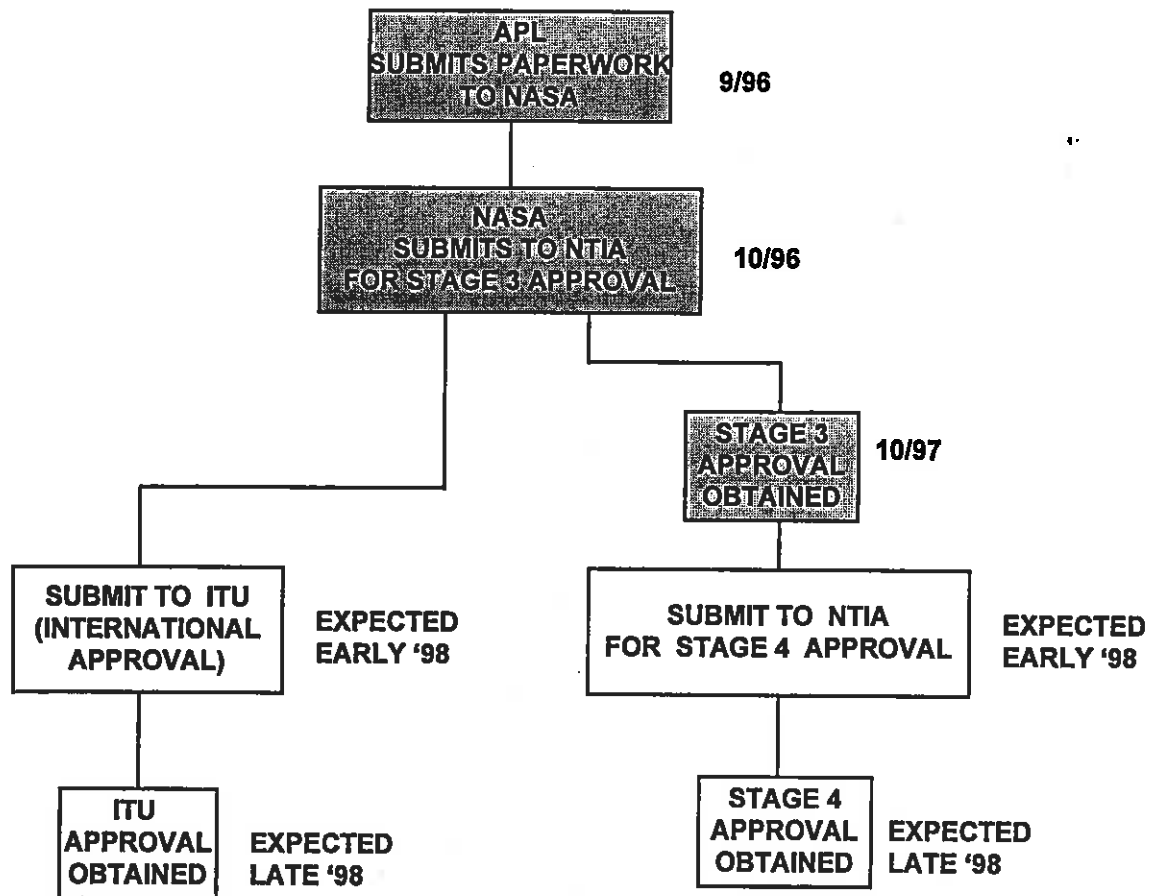 APL
SUBMITS PAPERWORK
TO NASA
9/96
NASA
SUBMITS TO NTIA
FOR STAGE 3 APPROVAL
10/96
STAGE 3
APPROVAL
OBTAINED
10/97
SUBMIT TO ITU
(INTERNATIONAL
APPROVAL)
EXPECTED
EARLY ‘98
SUBMIT TO NTIA
FOR STAGE 4 APPROVAL
EXPECTED
EARLY ‘98
ITU
APPROVAL
OBTAINED
EXPECTED
LATE ‘98
STAGE 4
APPROVAL
OBTAINED
EXPECTED
LATE ‘98